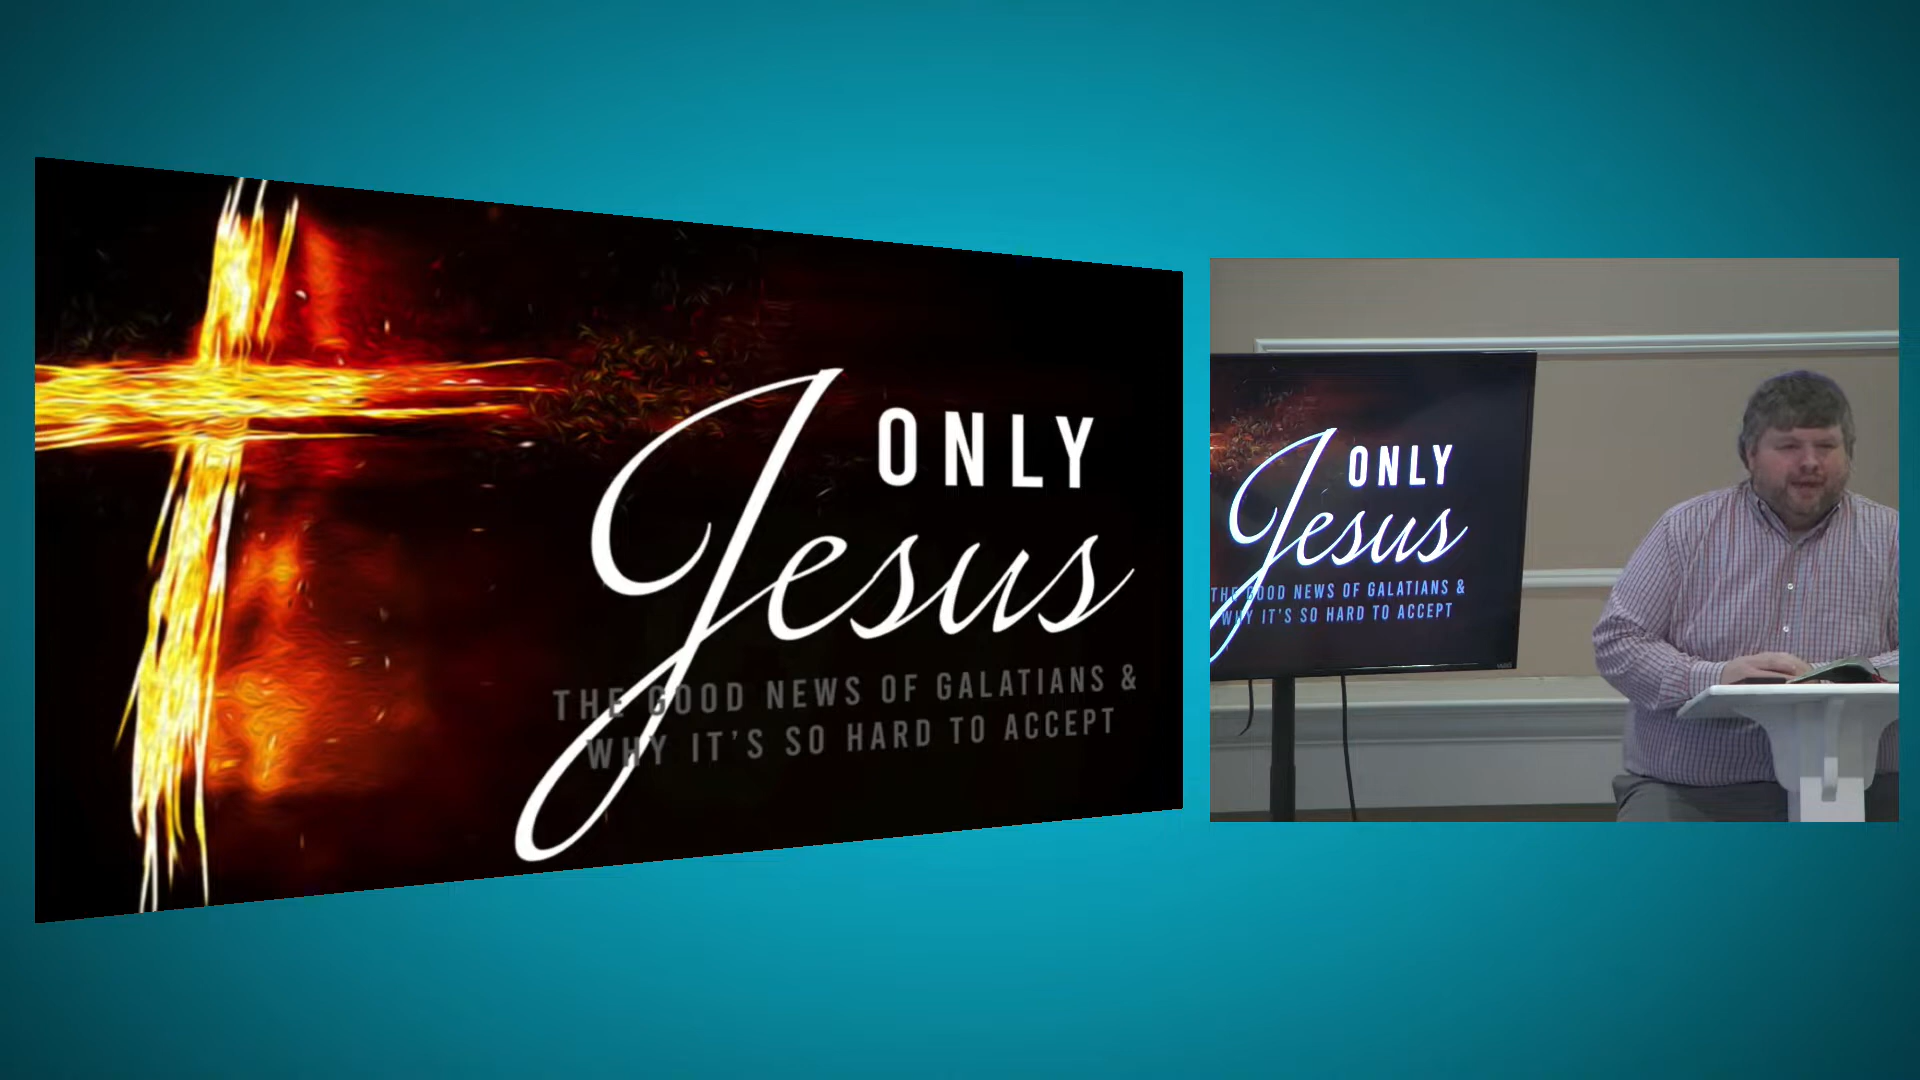 ONLY
Jesus
THE GOOD NEWS OF GALATIANS &
WHY IT'S SO HARD TO ACCEPT
ONLY
Jesus
THE GOOD NEWS OF GALATIANS &
WHY IT'S SO HARD TO ACCEPT